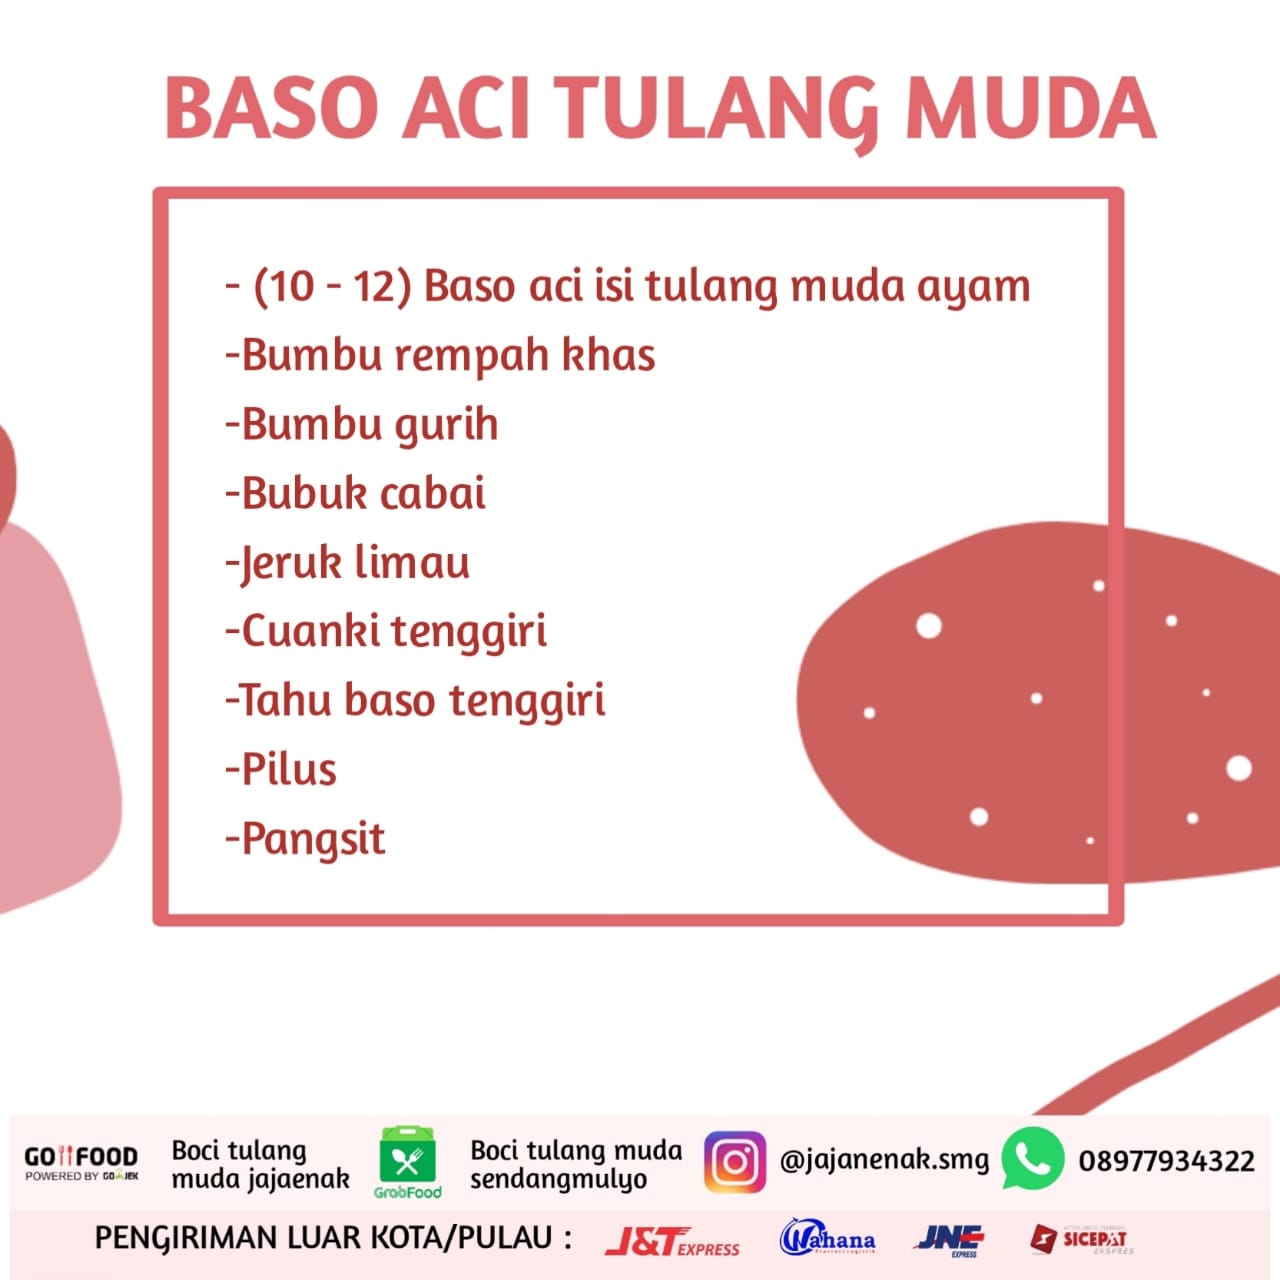 BASO ACI TULANG MUDA
- (10 - 12) Baso aci isi tulang muda ayam
-Bumbu rempah khas
-Bumbu gurih
-Bubuk cabai
-Jeruk limau
-Cuanki tenggiri
-Tahu baso tenggiri
-Pilus
-Pangsit
GO FOOD
POWERED BY GOJEK
Boci tulang
muda jajaenak
GrabFood
Boci tulang muda
sendangmulyo
@jajanenak.smg
08977934322
PENGIRIMAN LUAR KOTA/PULAU :
J&T EXPRESS
Wahana
Prestasi Logistik
JNE
EXPRESS
SICEPAT
EKSPRES